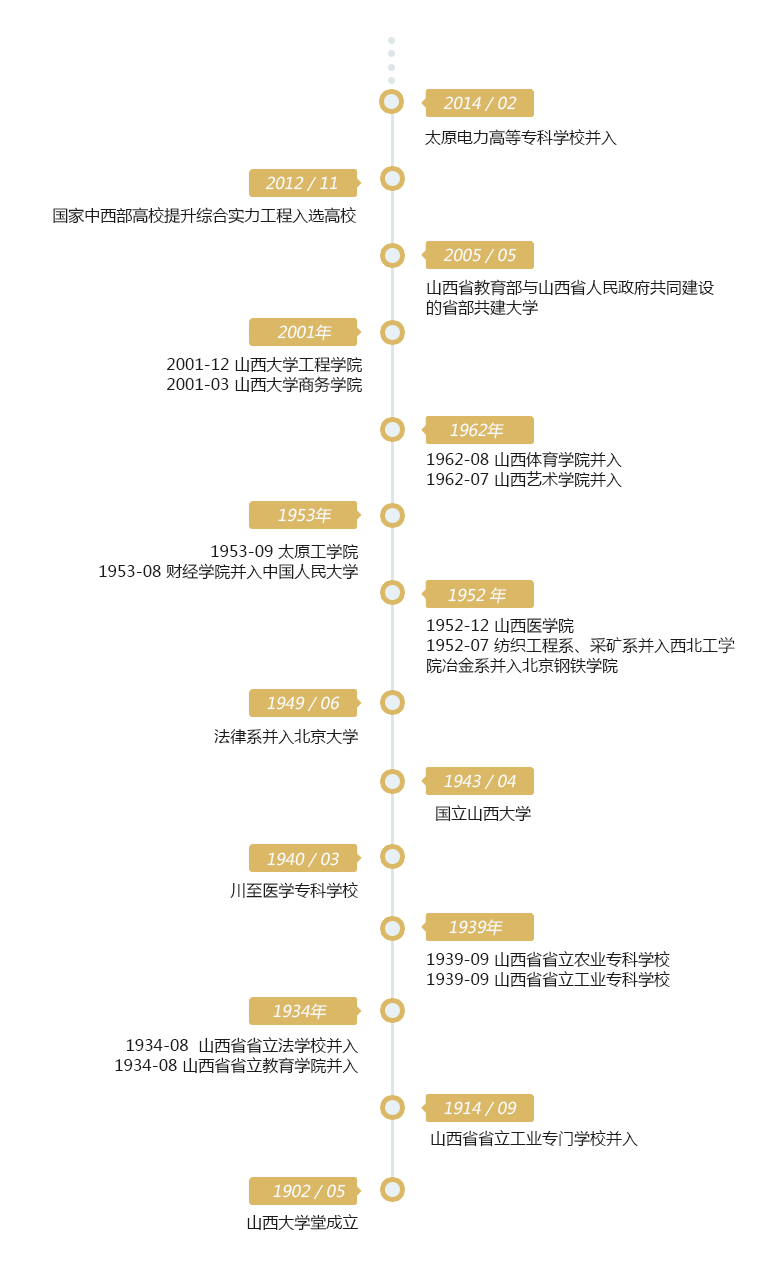 2014 / 02
太原电力高等专科学校并入
2012 / 11
国家中西部高校提升综合实力工程入选高校
2005 / 05
山西省教育部与山西省人民政府共同建设
的省部共建大学
2001年
2001-12 山西大学工程学院
2001-03 山西大学商务学院
1962年
1962-08 山西体育学院并入
1962-07 山西艺术学院并入
1953年
1953-09 太原工学院
1953-08 财经学院并入中国人民大学
1952 年
1952-12 山西医学院
1952-07 纺织工程系、采矿系并入西北工学
院冶金系并入北京钢铁学院
1949 / 06
法律系并入北京大学
1943 / 04
国立山西大学
1940 / 03
川至医学专科学校
1939年
1939-09 山西省省立农业专科学校
1939-09 山西省省立工业专科学校
1934年
1934-08 山西省省立法学校并入
1934-08 山西省省立教育学院并入
1914 / 09
山西省省立工业专门学校并入
1902 / 05
山西大学堂成立